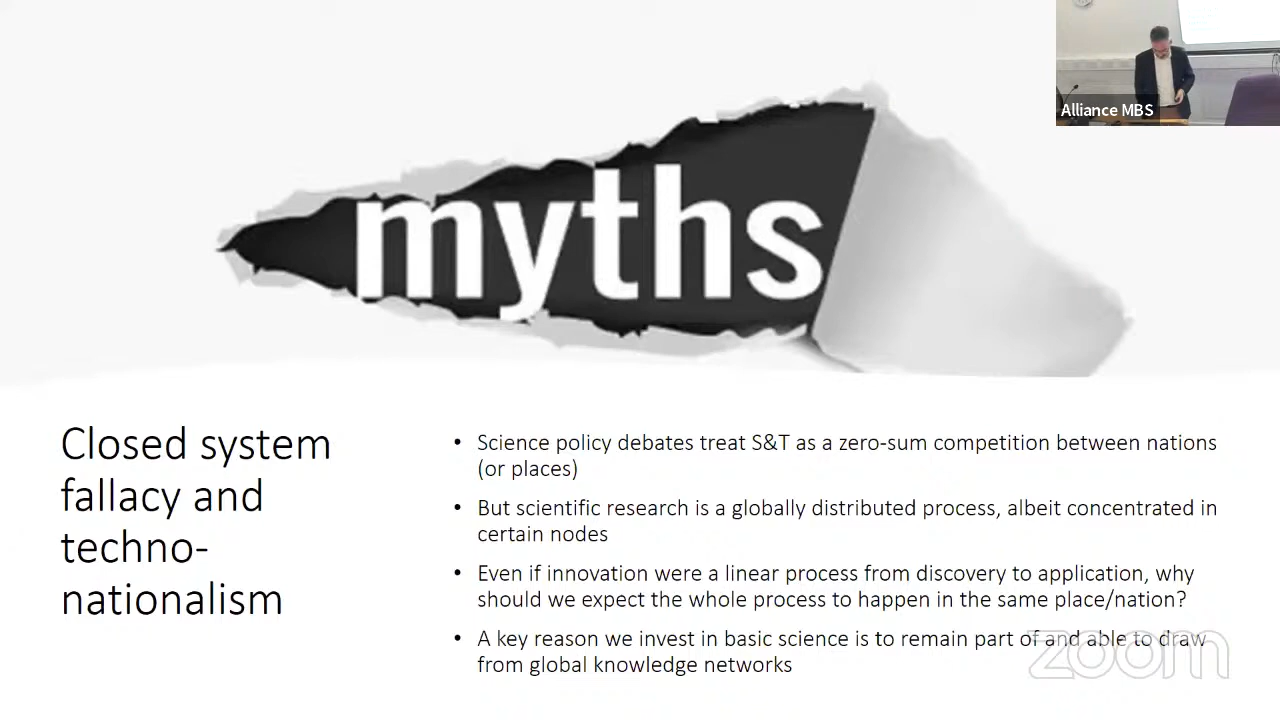 Alliance MBS
myths
Closed system
fallacy and
techno-
nationalism
• Science policy debates treat S&T as a zero-sum competition between nations
(or places)
• But scientific research is a globally distributed process, albeit concentrated in
certain nodes
• Even if innovation were a linear process from discovery to application, why
should we expect the whole process to happen in the same place/nation?
• A key reason we invest in basic science is to remain part of and able to draw
from global knowledge networks
zoom